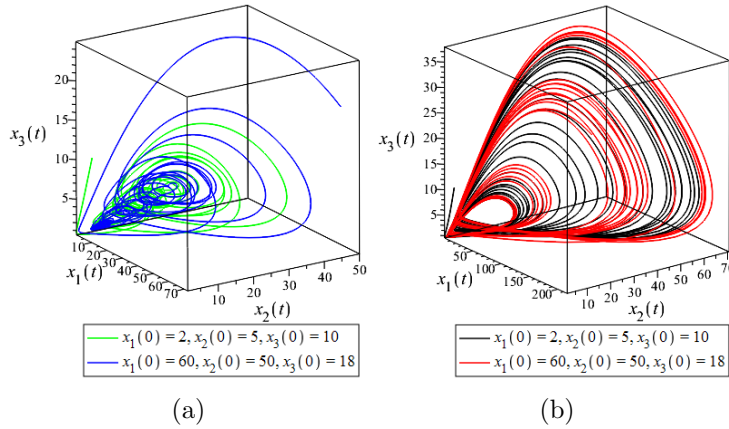 25
20
15
10
5
x₃(t)
10
20
30
40
50
60
70
x₁(t)
10
20
30
40
50
x₂(t)
x₁(0) = 2, x₂(0) = 5, x₃(0) = 10
x₁(0) = 60, x₂(0) = 50, x₃(0) = 18
(a)
35
30
25
20
15
10
5
x₃(t)
50
100
150
200
x₁(t)
10
20
30
40
50
60
70
x₂(t)
x₁(0) = 2, x₂(0) = 5, x₃(0) = 10
x₁(0) = 60, x₂(0) = 50, x₃(0) = 18
(b)